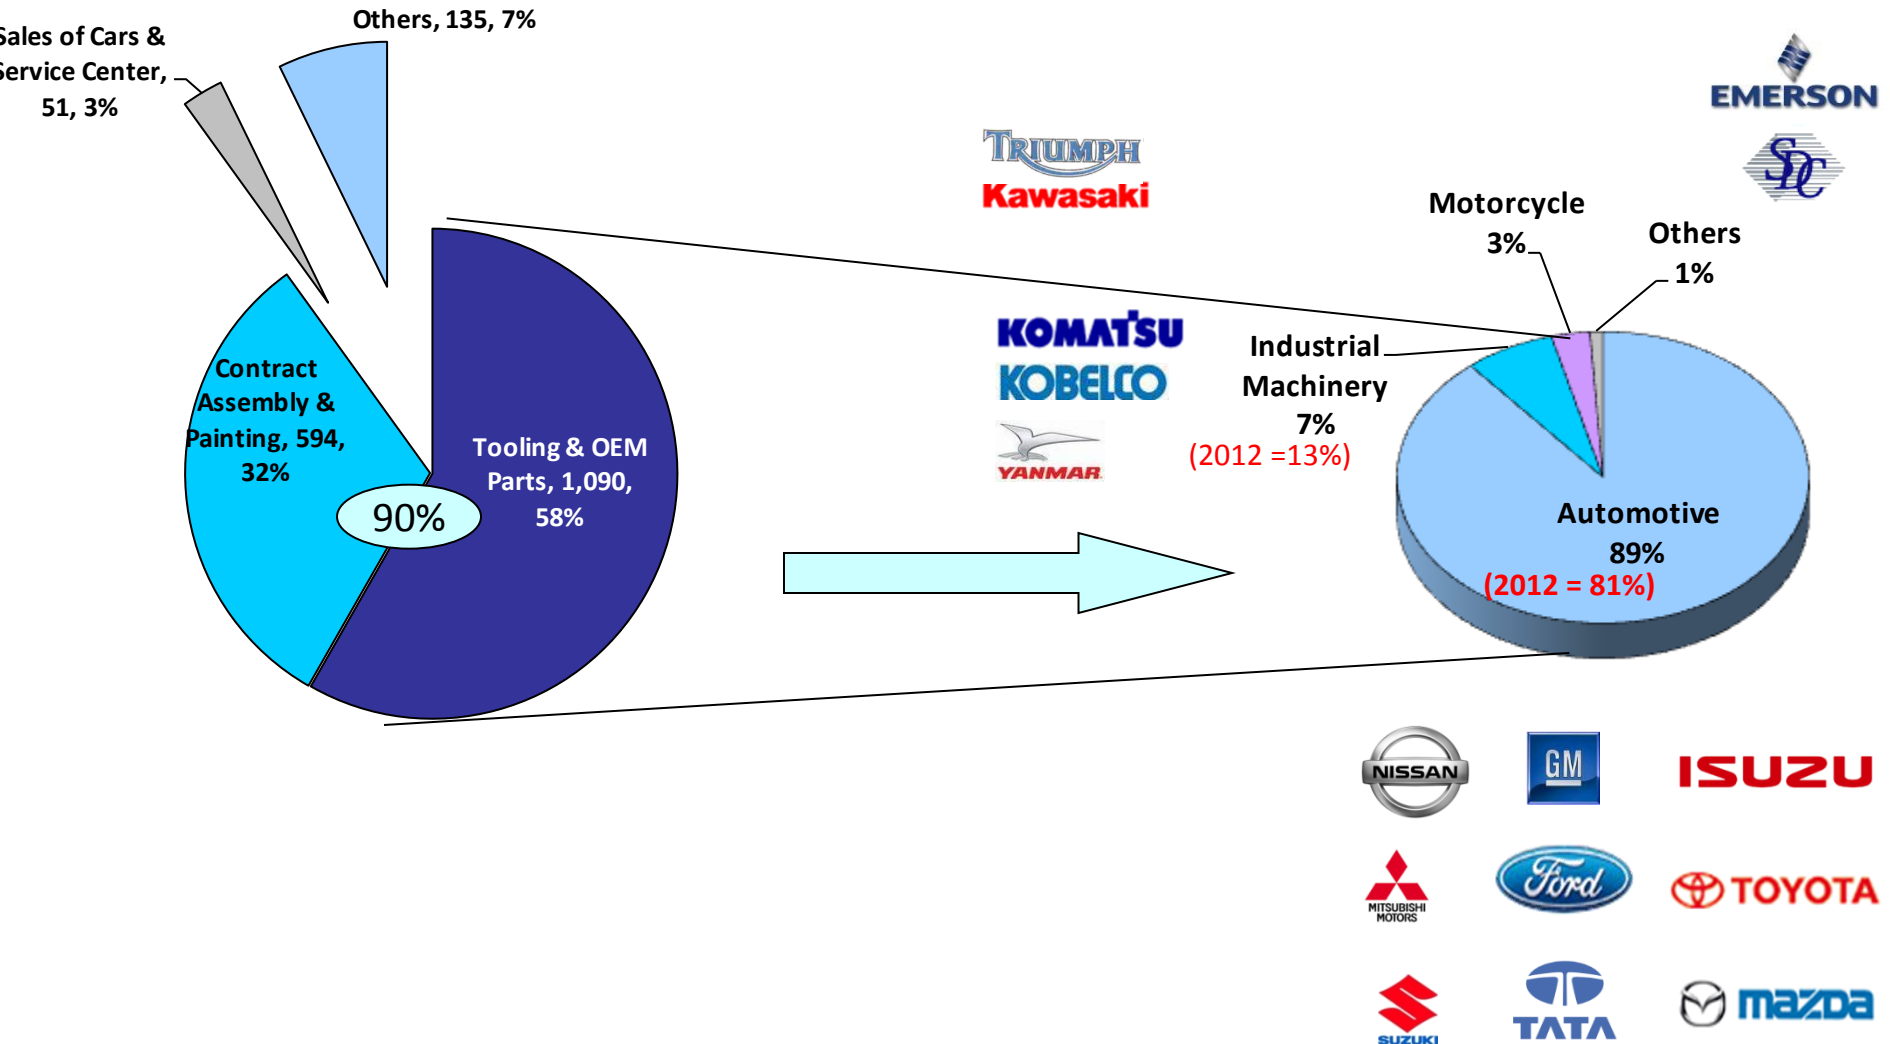 Others, 135, 7%
Sales of Cars &
Service Center,
51, 3%
Contract
Assembly &
Painting, 594,
32%
Tooling & OEM
Parts, 1,090,
58%
90%
TRIUMPH
Kawasaki
KOMATSU
KOBELCO
YANMAR
EMERSON
SDC
Motorcycle
3%
Others
1%
Industrial
Machinery
7%
(2012 =13%)
Automotive
89%
(2012 = 81%)
NISSAN
GM
ISUZU
MITSUBISHI
MOTORS
Ford
TOYOTA
SUZUKI
TATA
mazda